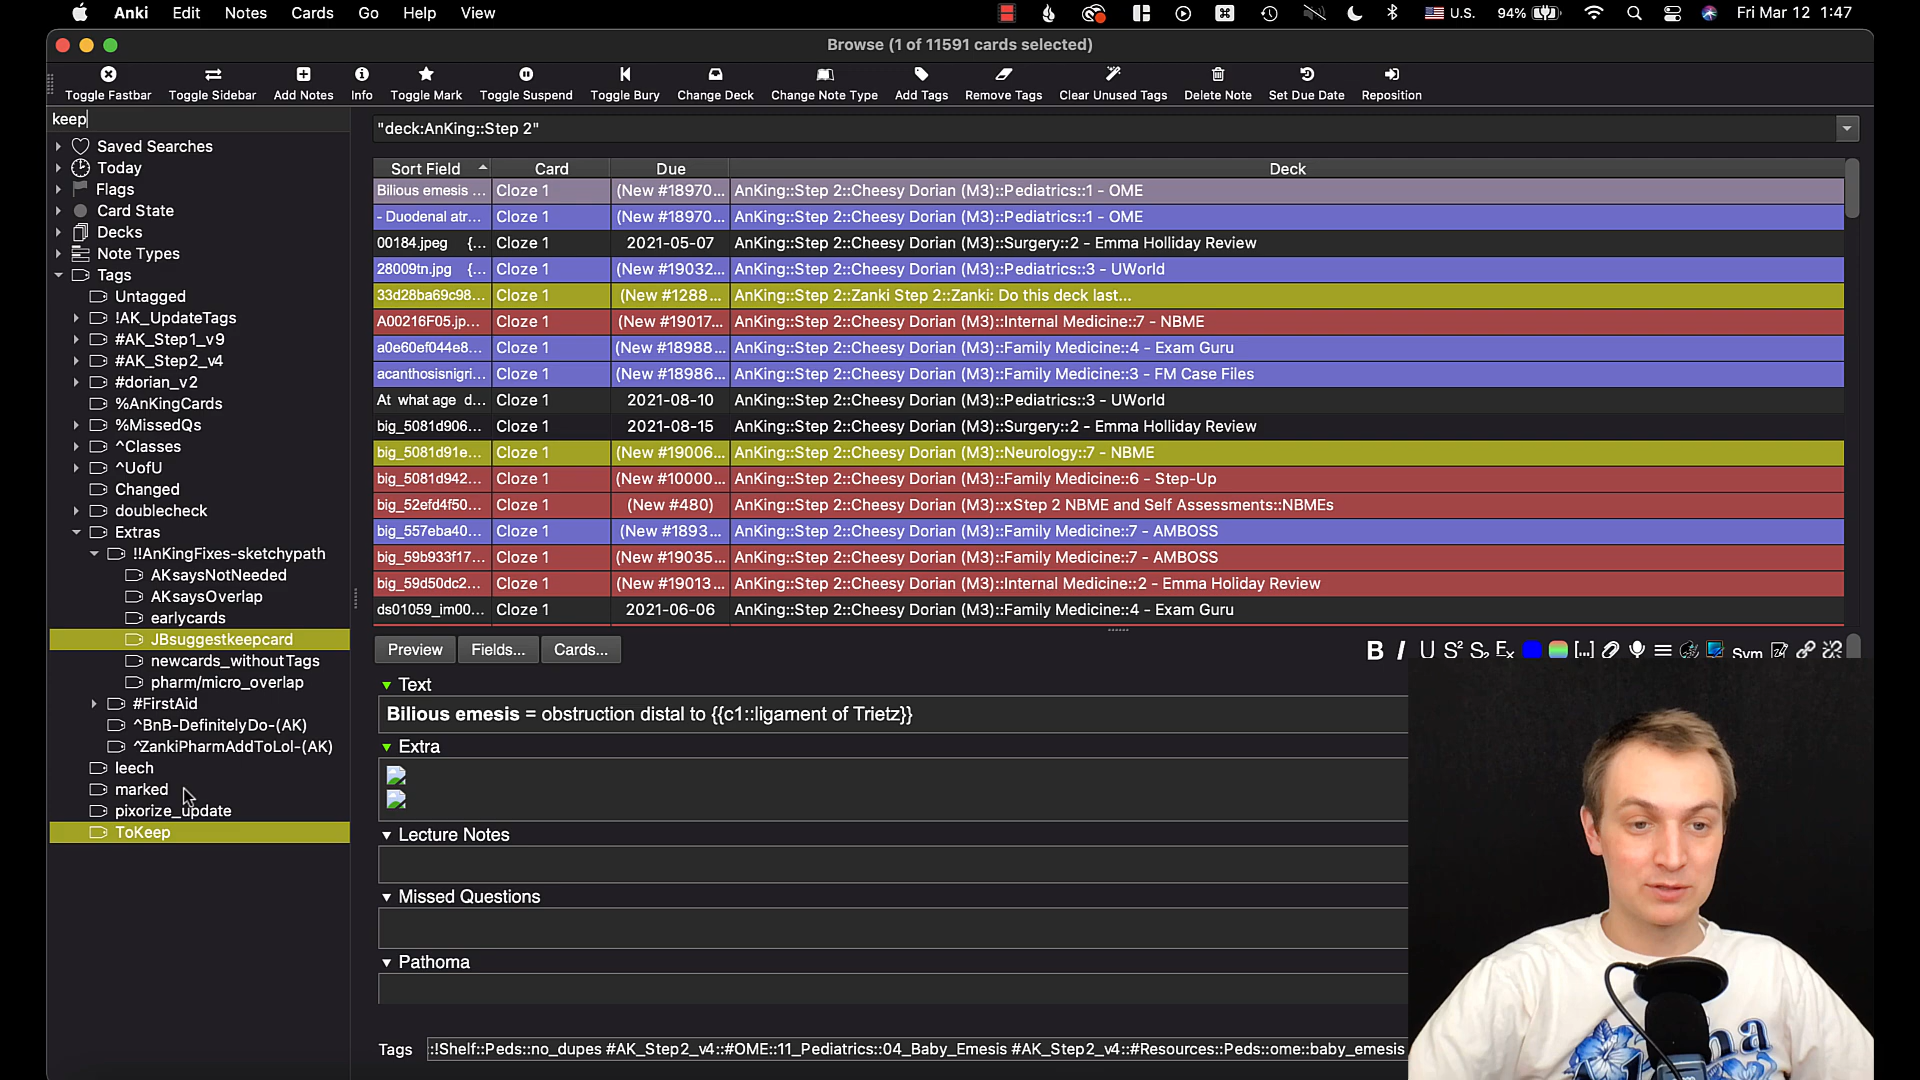 Anki Edit Notes Cards Go Help View U.S. 94% Fri Mar 12 1:47
Browse (1 of 11591 cards selected)
Toggle Fastbar Toggle Sidebar Add Notes Info Toggle Mark Toggle Suspend Toggle Bury Change Deck Change Note Type Add Tags Remove Tags Clear Unused Tags Delete Note Set Due Date Reposition
keep
Saved Searches
Today
Flags
Card State
Decks
Note Types
Tags
Untagged
!AK_UpdateTags
#AK_Step1_v9
#AK_Step2_v4
#dorian_v2
%AnKingCards
%MissedQs
^Classes
^UofU
Changed
doublecheck
Extras
!!AnKingFixes-sketchypath
AKsaysNotNeeded
AKsaysOverlap
earlycards
JBsuggestkeepcard
newcards_withoutTags
pharm/micro_overlap
#FirstAid
^BnB-DefinitelyDo-(AK)
^ZankiPharmAddToLol-(AK)
leech
marked
pixorize_update
ToKeep
"deck:AnKing::Step 2"
Sort Field Card Due Deck
Bilious emesis ... Cloze 1 (New #18970... AnKing::Step 2::Cheesy Dorian (M3)::Pediatrics::1 - OME
- Duodenal atr... Cloze 1 (New #18970... AnKing::Step 2::Cheesy Dorian (M3)::Pediatrics::1 - OME
00184.jpeg {... Cloze 1 2021-05-07 AnKing::Step 2::Cheesy Dorian (M3)::Surgery::2 - Emma Holliday Review
28009tn.jpg {... Cloze 1 (New #19032... AnKing::Step 2::Cheesy Dorian (M3)::Pediatrics::3 - UWorld
33d28ba69c98... Cloze 1 (New #1288... AnKing::Step 2::Zanki Step 2::Zanki: Do this deck last...
A00216F05.jp... Cloze 1 (New #19017... AnKing::Step 2::Cheesy Dorian (M3)::Internal Medicine::7 - NBME
a0e60ef044e8... Cloze 1 (New #18988... AnKing::Step 2::Cheesy Dorian (M3)::Family Medicine::4 - Exam Guru
acanthosisnigri... Cloze 1 (New #18986... AnKing::Step 2::Cheesy Dorian (M3)::Family Medicine::3 - FM Case Files
At what age d... Cloze 1 2021-08-10 AnKing::Step 2::Cheesy Dorian (M3)::Pediatrics::3 - UWorld
big_5081d906... Cloze 1 2021-08-15 AnKing::Step 2::Cheesy Dorian (M3)::Surgery::2 - Emma Holliday Review
big_5081d91e... Cloze 1 (New #19006... AnKing::Step 2::Cheesy Dorian (M3)::Neurology::7 - NBME
big_5081d942... Cloze 1 (New #10000... AnKing::Step 2::Cheesy Dorian (M3)::Family Medicine::6 - Step-Up
big_52efd4f50... Cloze 1 (New #480) AnKing::Step 2::Cheesy Dorian (M3)::xStep 2 NBME and Self Assessments::NBMEs
big_557eba40... Cloze 1 (New #1893... AnKing::Step 2::Cheesy Dorian (M3)::Family Medicine::7 - AMBOSS
big_59b933f17... Cloze 1 (New #19035... AnKing::Step 2::Cheesy Dorian (M3)::Family Medicine::7 - AMBOSS
big_59d50dc2... Cloze 1 (New #19013... AnKing::Step 2::Cheesy Dorian (M3)::Internal Medicine::2 - Emma Holiday Review
ds01059_im00... Cloze 1 2021-06-06 AnKing::Step 2::Cheesy Dorian (M3)::Family Medicine::4 - Exam Guru
Preview Fields... Cards... B I U S² S₂ Ex [...] Sym
Text
Bilious emesis = obstruction distal to {{c1::ligament of Trietz}}
Extra
Lecture Notes
Missed Questions
Pathoma
Tags :!Shelf::Peds::no_dupes #AK_Step2_v4::#OME::11_Pediatrics::04_Baby_Emesis #AK_Step2_v4::#Resources::Peds::ome::baby_emesis